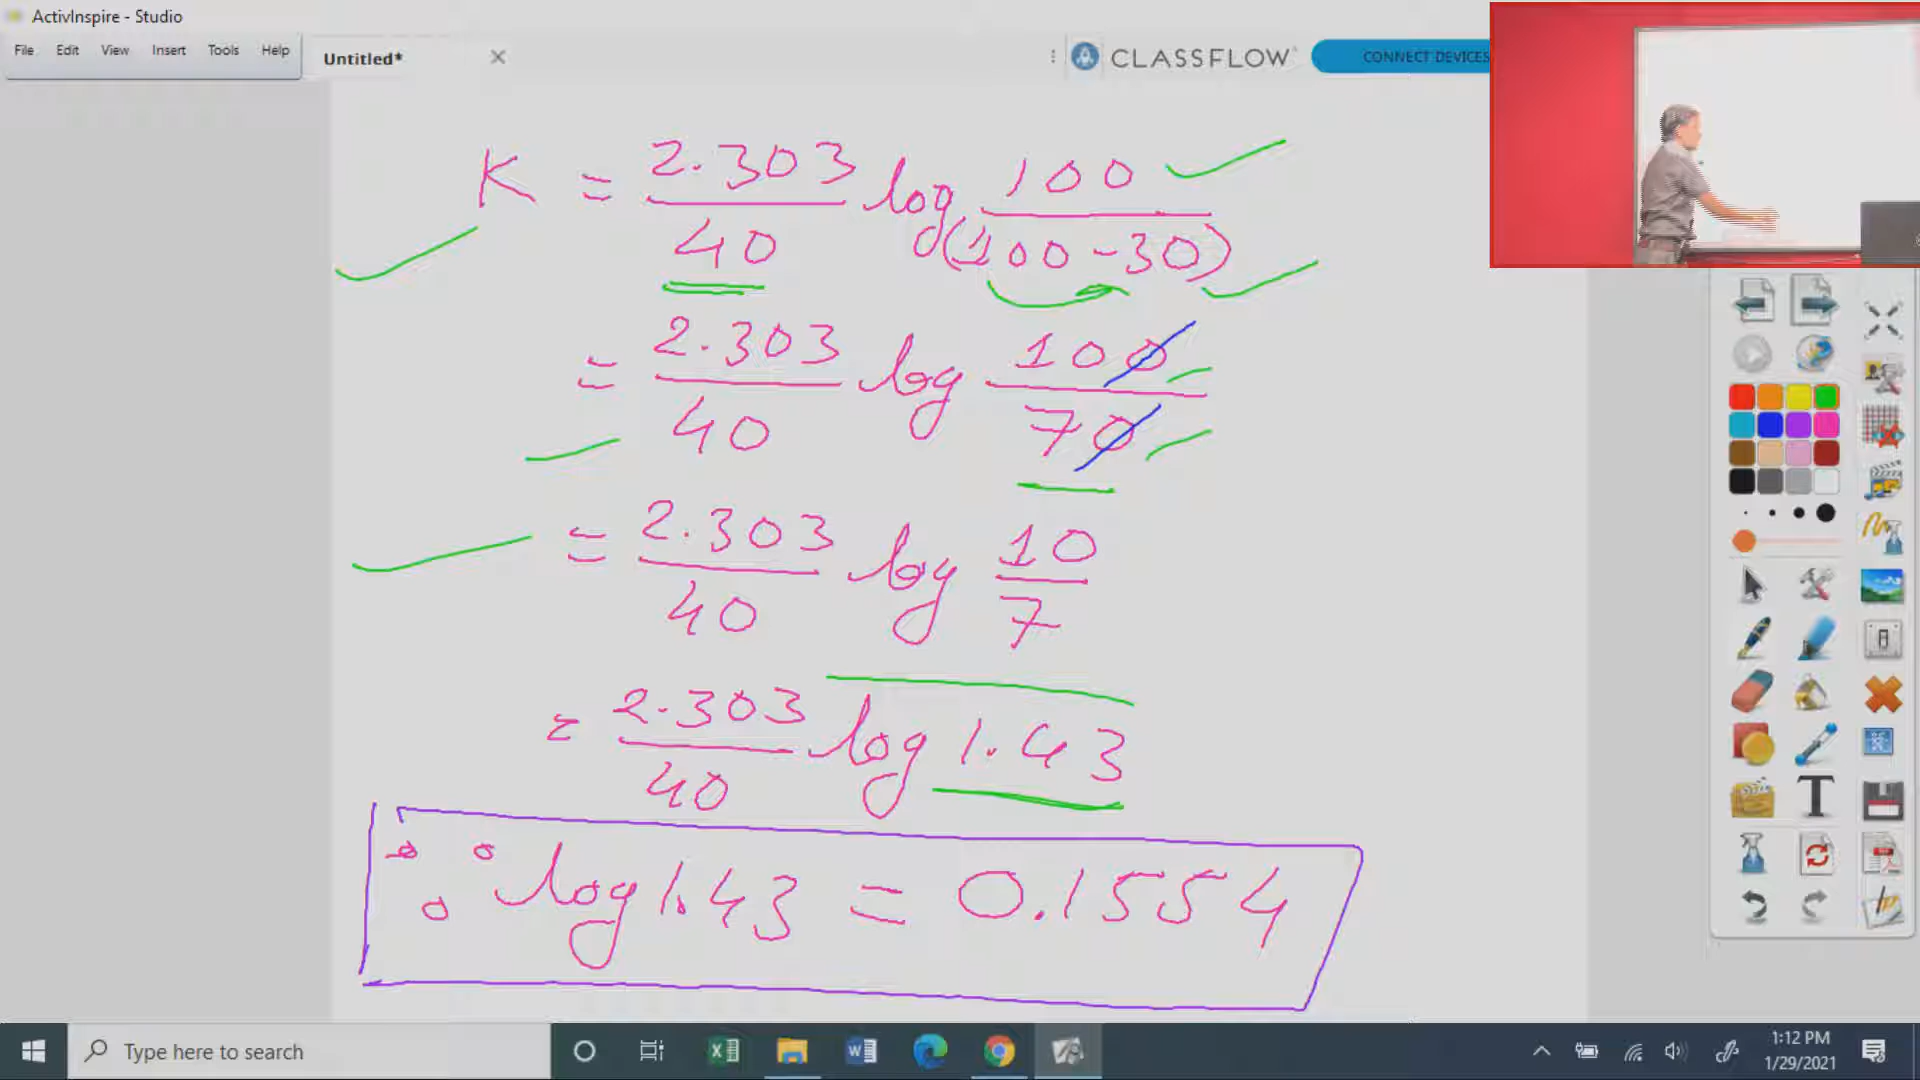 ActivInspire - Studio
File Edit View Insert Tools Help
Untitled*
CLASSFLOW
CONNECT DEVICES
K = 2.303/40 log 100/(100-30)
= 2.303/40 log 100/70
= 2.303/40 log 10/7
= 2.303/40 log 1.43
∴ log 1.43 = 0.1554
Type here to search
1:12 PM
1/29/2021